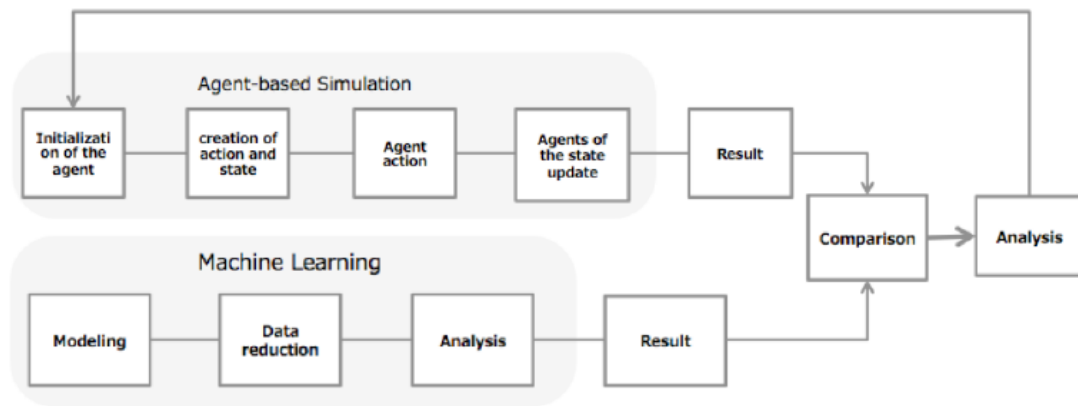 Agent-based Simulation
Initializati
on of the
agent
creation of
action and
state
Agent
action
Agents of
the state
update
Result
Comparison
Analysis
Machine Learning
Modeling
Data
reduction
Analysis
Result